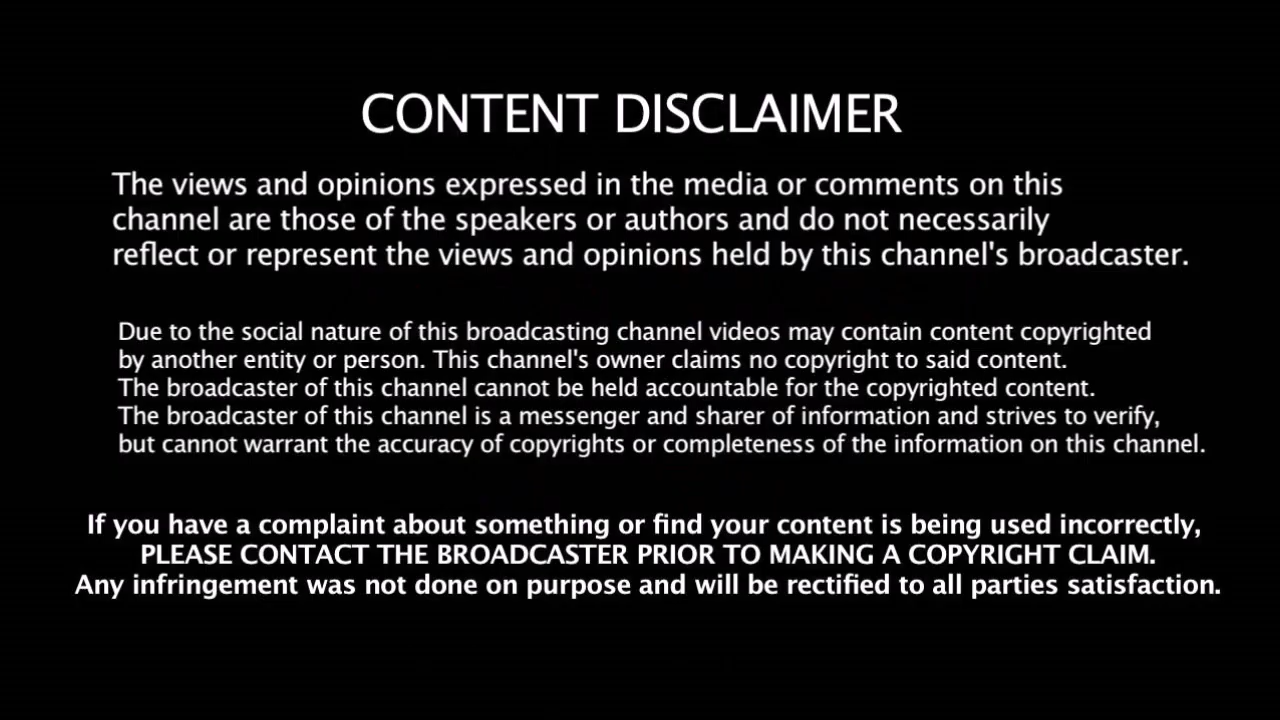 CONTENT DISCLAIMER
The views and opinions expressed in the media or comments on this
channel are those of the speakers or authors and do not necessarily
reflect or represent the views and opinions held by this channel's broadcaster.
Due to the social nature of this broadcasting channel videos may contain content copyrighted
by another entity or person. This channel's owner claims no copyright to said content.
The broadcaster of this channel cannot be held accountable for the copyrighted content.
The broadcaster of this channel is a messenger and sharer of information and strives to verify,
but cannot warrant the accuracy of copyrights or completeness of the information on this channel.
If you have a complaint about something or find your content is being used incorrectly,
PLEASE CONTACT THE BROADCASTER PRIOR TO MAKING A COPYRIGHT CLAIM.
Any infringement was not done on purpose and will be rectified to all parties satisfaction.